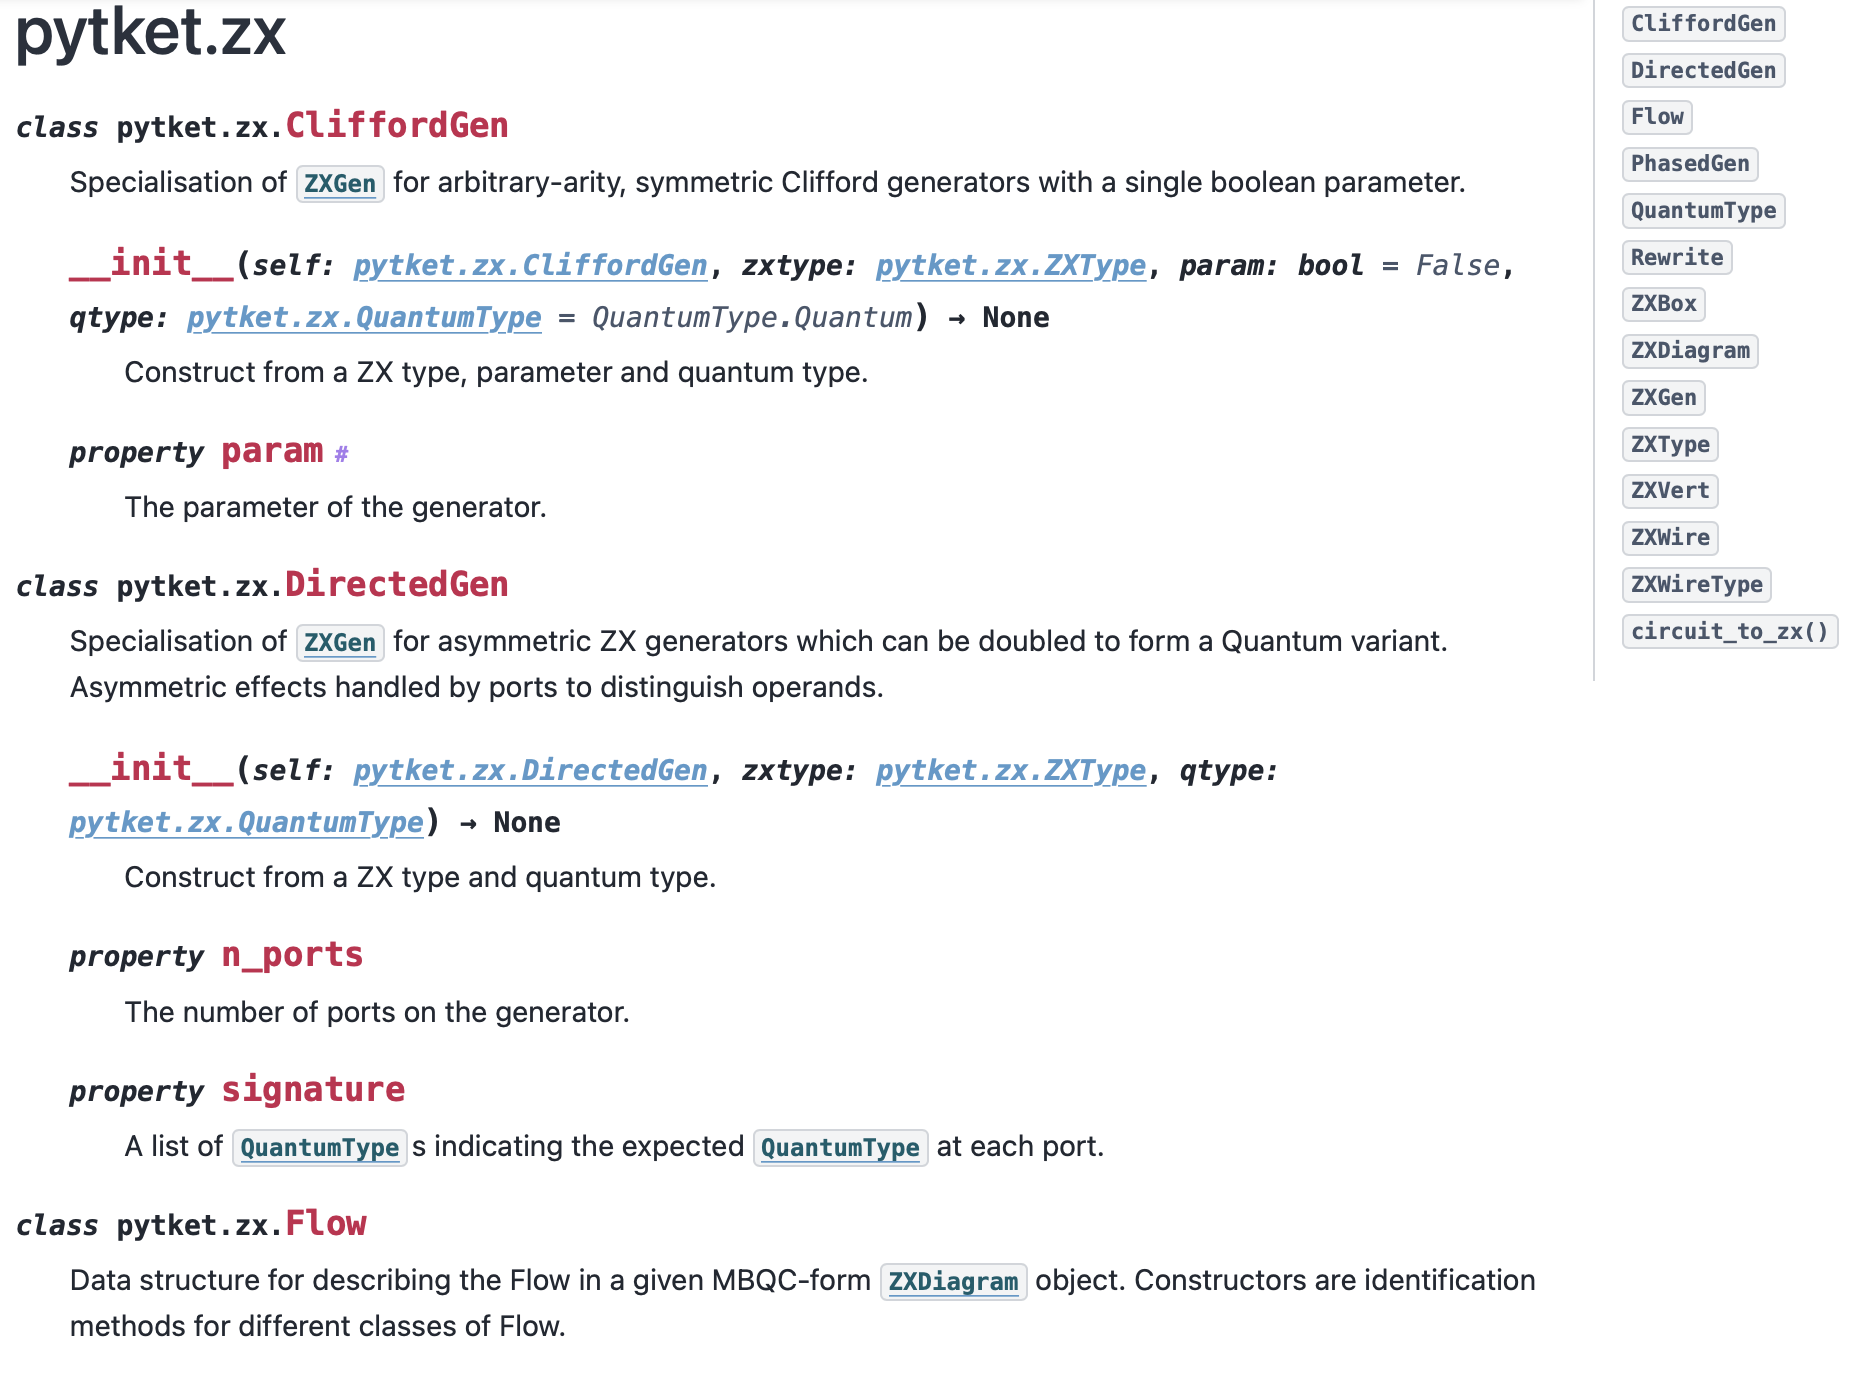 pytket.zx
class pytket.zx.CliffordGen
Specialisation of ZXGen for arbitrary-arity, symmetric Clifford generators with a single boolean parameter.
__init__(self: pytket.zx.CliffordGen, zxtype: pytket.zx.ZXType, param: bool = False,
qtype: pytket.zx.QuantumType = QuantumType.Quantum) → None
Construct from a ZX type, parameter and quantum type.
property param #
The parameter of the generator.
class pytket.zx.DirectedGen
Specialisation of ZXGen for asymmetric ZX generators which can be doubled to form a Quantum variant.
Asymmetric effects handled by ports to distinguish operands.
__init__(self: pytket.zx.DirectedGen, zxtype: pytket.zx.ZXType, qtype:
pytket.zx.QuantumType) → None
Construct from a ZX type and quantum type.
property n_ports
The number of ports on the generator.
property signature
A list of QuantumType s indicating the expected QuantumType at each port.
class pytket.zx.Flow
Data structure for describing the Flow in a given MBQC-form ZXDiagram object. Constructors are identification
methods for different classes of Flow.
CliffordGen
DirectedGen
Flow
PhasedGen
QuantumType
Rewrite
ZXBox
ZXDiagram
ZXGen
ZXType
ZXVert
ZXWire
ZXWireType
circuit_to_zx()